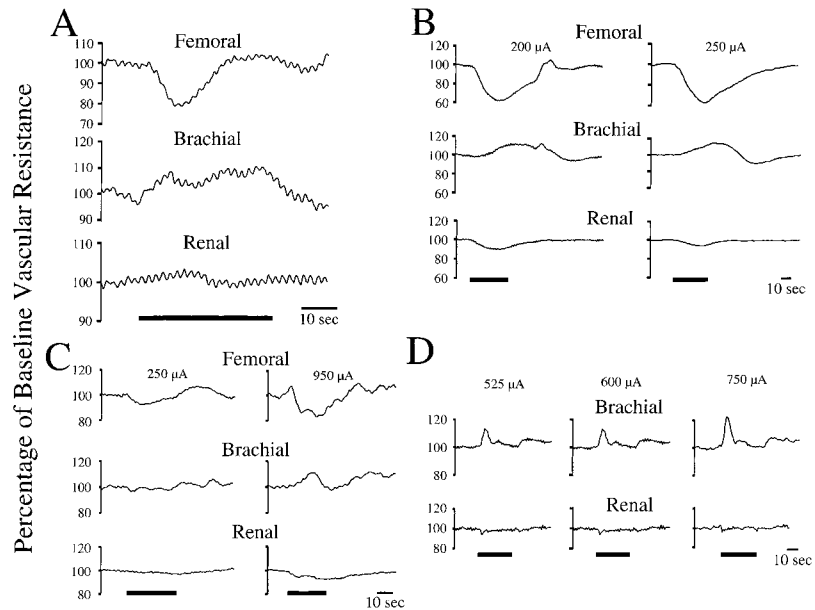 Percentage of Baseline Vascular Resistance
A
Femoral
110
100
90
80
70
Brachial
120
110
100
90
Renal
110
100
90
10 sec
B
Femoral
200 µA
250 µA
120
100
80
60
Brachial
120
100
80
Renal
120
100
80
60
10 sec
C
Femoral
250 µA
950 µA
120
100
80
Brachial
120
100
80
Renal
120
100
80
10 sec
D
525 µA
600 µA
750 µA
Brachial
120
100
80
Renal
120
100
80
60
10 sec